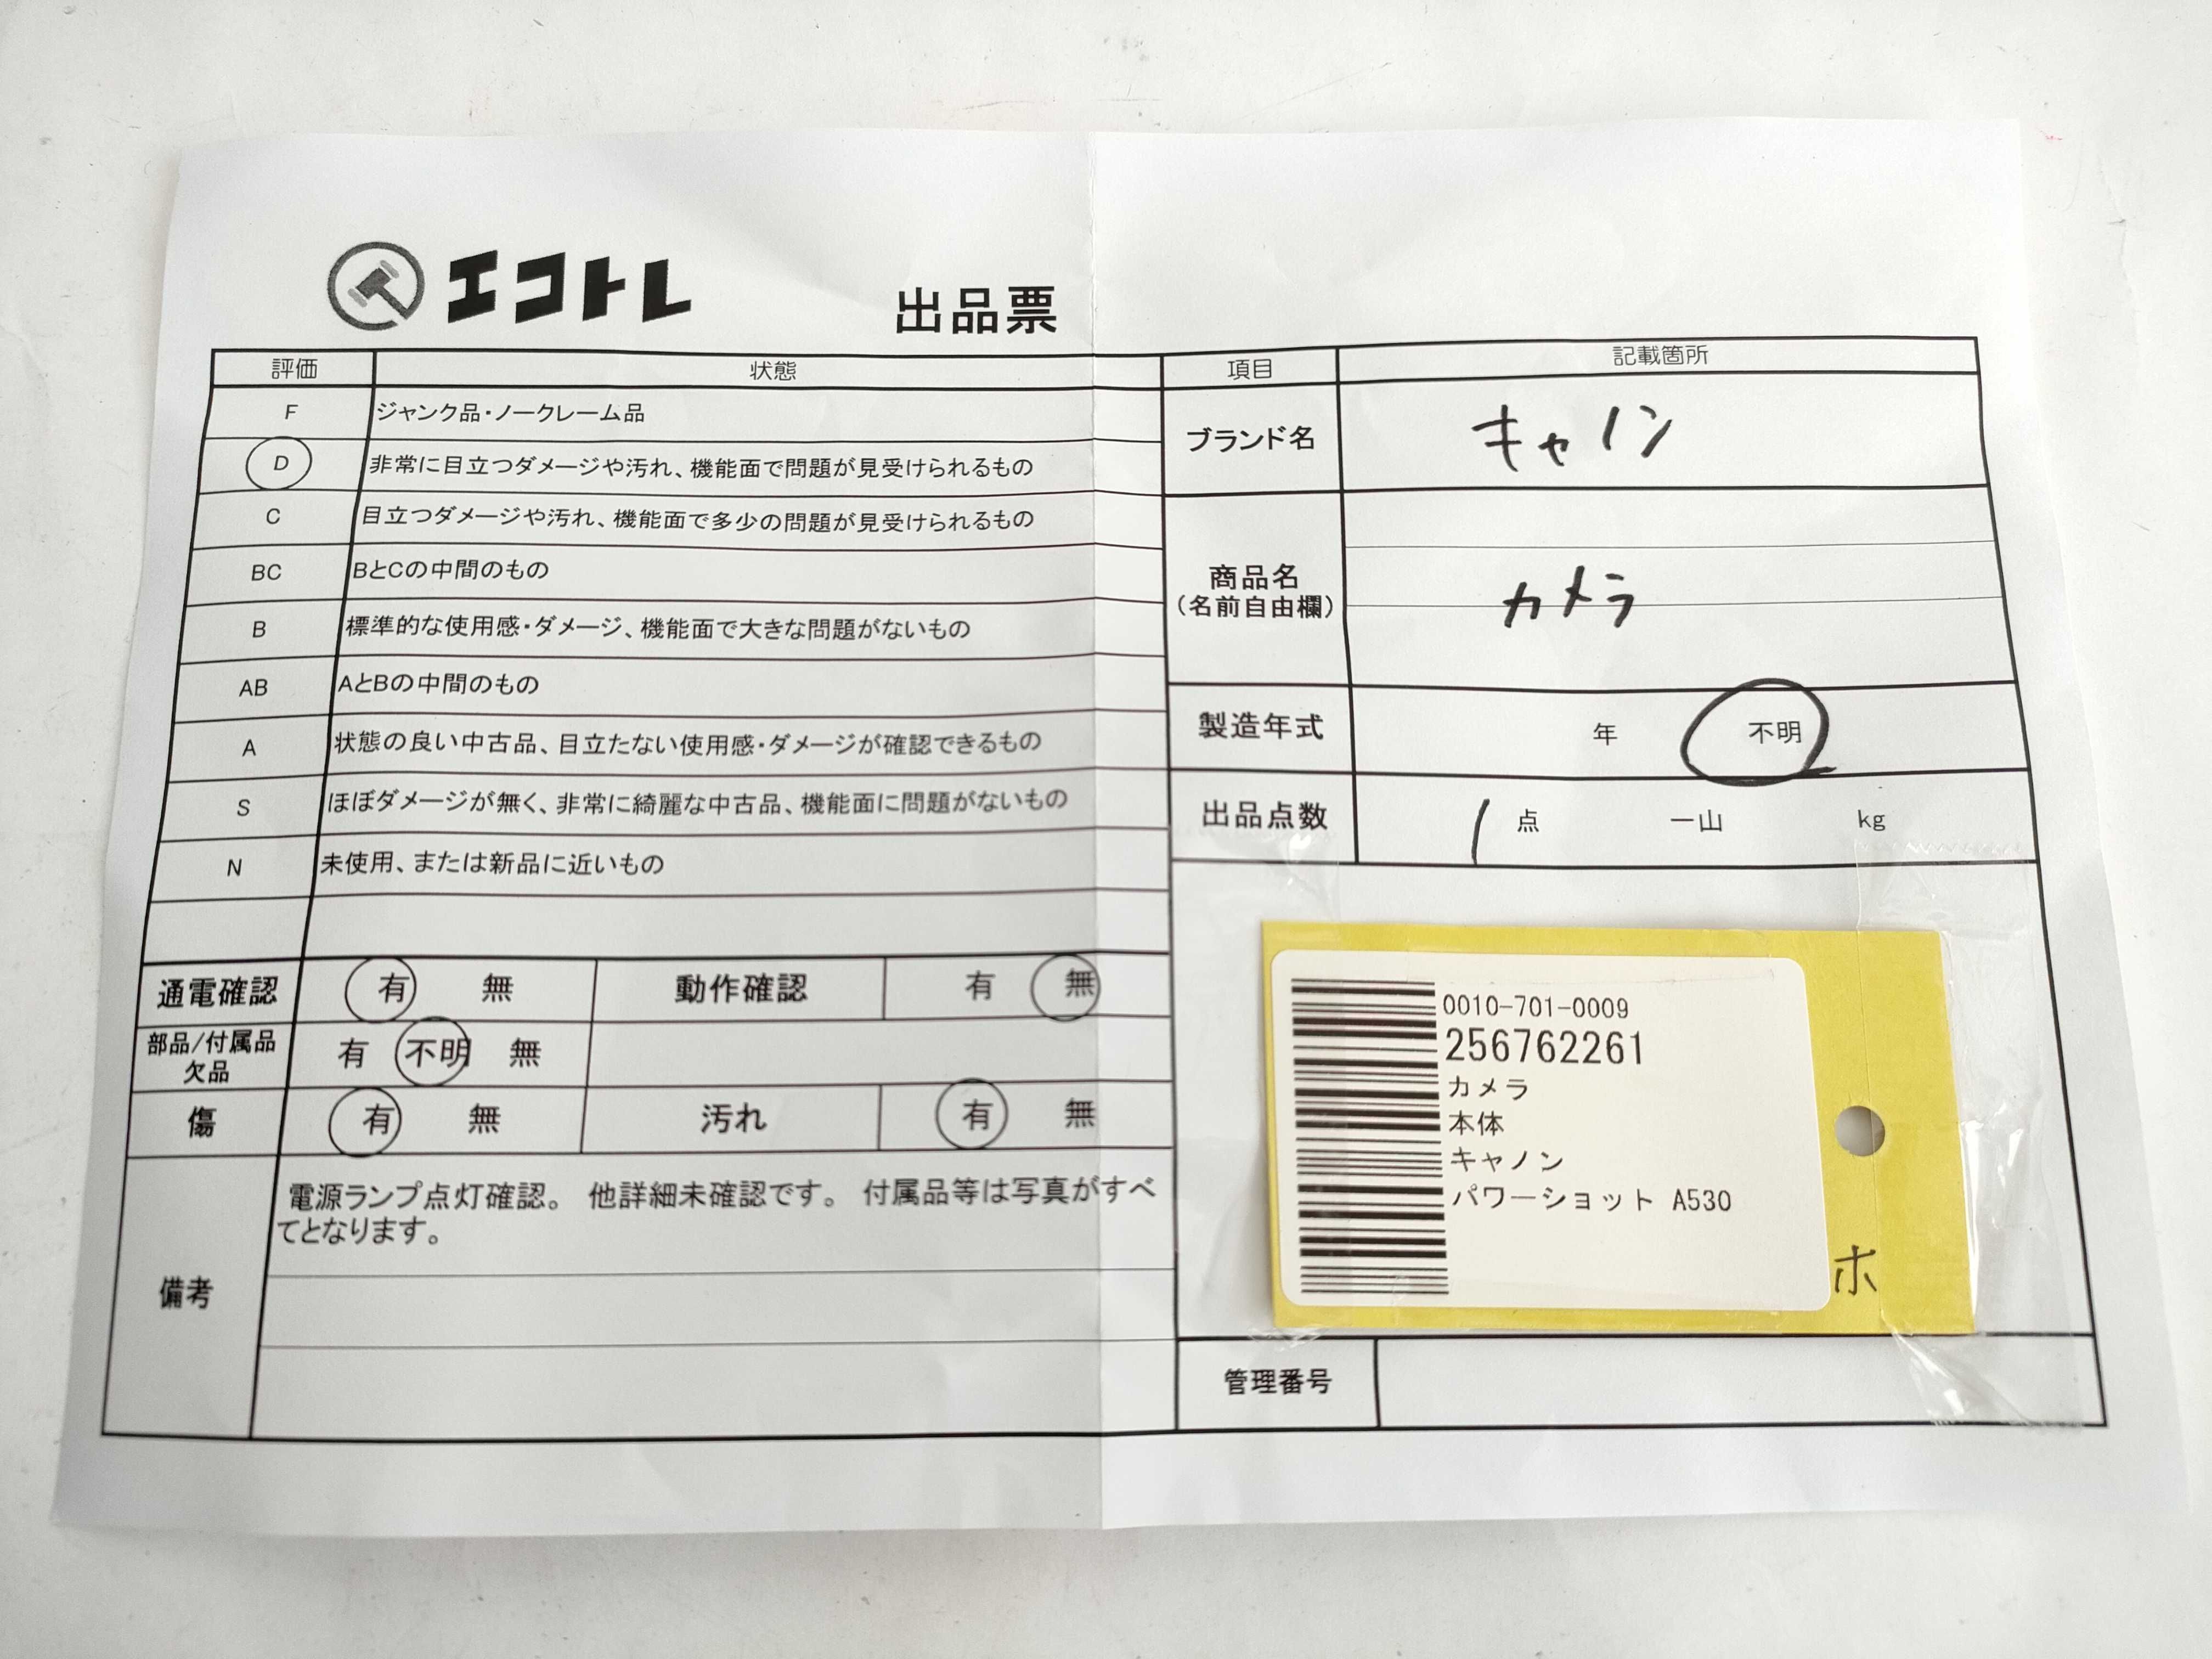 エコトレ
出品票
評価 状態
F ジャンク品・ノークレーム品
D 非常に目立つダメージや汚れ、機能面で問題が見受けられるもの
C 目立つダメージや汚れ、機能面で多少の問題が見受けられるもの
BC BとCの中間のもの
B 標準的な使用感・ダメージ、機能面で大きな問題がないもの
AB AとBの中間のもの
A 状態の良い中古品、目立たない使用感・ダメージが確認できるもの
S ほぼダメージが無く、非常に綺麗な中古品、機能面に問題がないもの
N 未使用、または新品に近いもの
通電確認 有 無 動作確認 有 無
部品/付属品
欠品
有 不明 無
傷 有 無 汚れ 有 無
備考
電源ランプ点灯確認。 他詳細未確認です。 付属品等は写真がすべ
てとなります。
項目 記載箇所
ブランド名 キャノン
商品名
(名前自由欄)
カメラ
製造年式 年 不明
出品点数 1 点 一山 kg
0010-701-0009
256762261
カメラ
本体
キャノン
パワーショット A530
ホ
管理番号